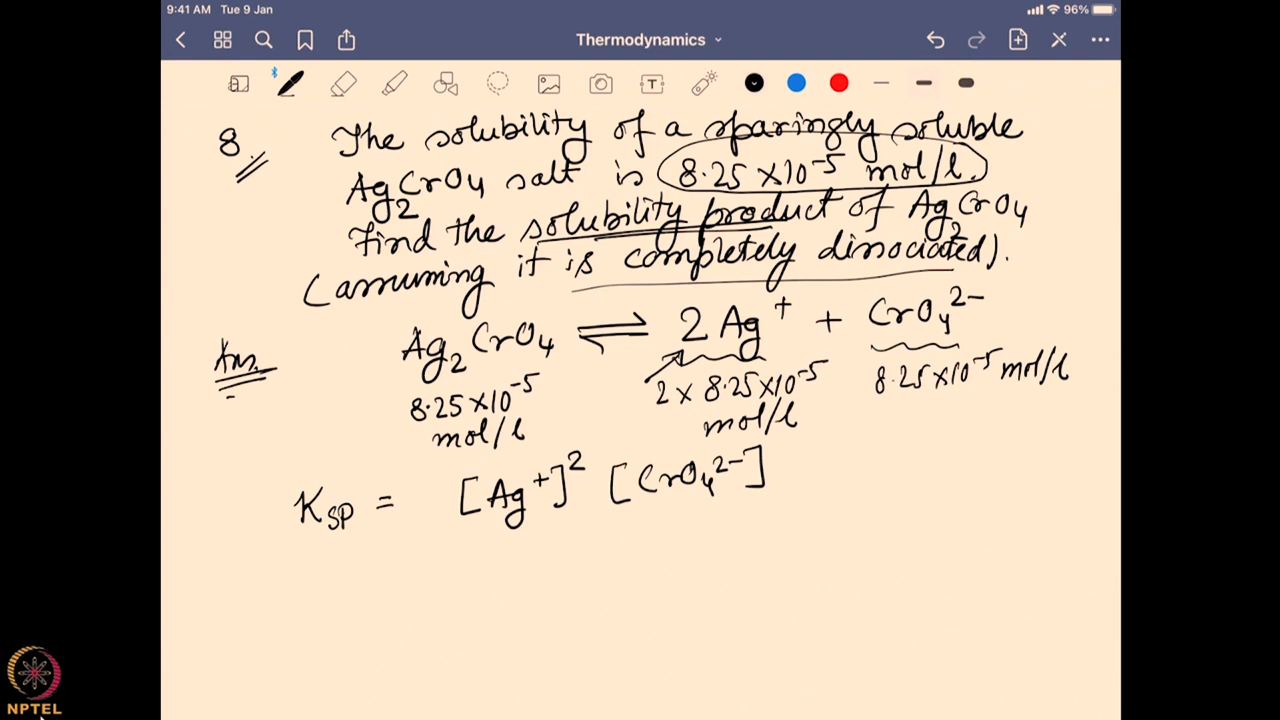 9:41 AM Tue 9 Jan
96%
Thermodynamics
T
8. The solubility of a sparingly soluble
Ag2CrO4 salt is 8.25 ×10⁻⁵ mol/l.
Find the solubility product of Ag2CrO4
(assuming it is completely dissociated).
Ans. Ag2CrO4 ⇌ 2Ag⁺ + CrO4²⁻
8.25×10⁻⁵ mol/l 2 × 8.25×10⁻⁵ mol/l 8.25×10⁻⁵ mol/l
KSP = [Ag⁺]² [CrO4²⁻]
NPTEL